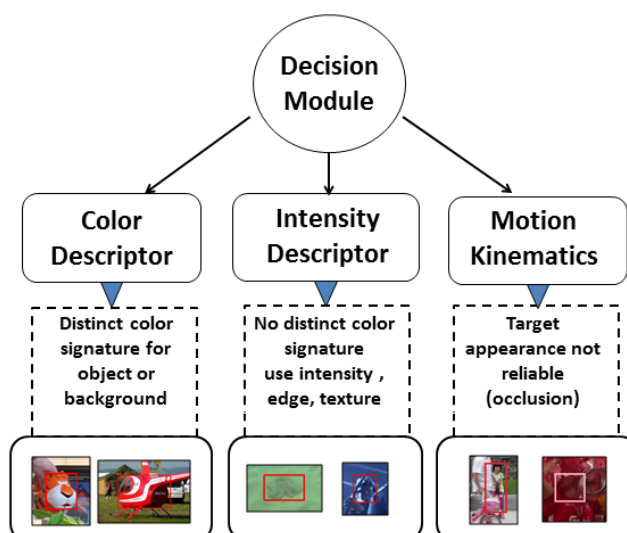 Decision
Module
Color
Descriptor
Intensity
Descriptor
Motion
Kinematics
Distinct color
signature for
object or
background
No distinct color
signature
use intensity ,
edge, texture
Target
appearance not
reliable
(occlusion)